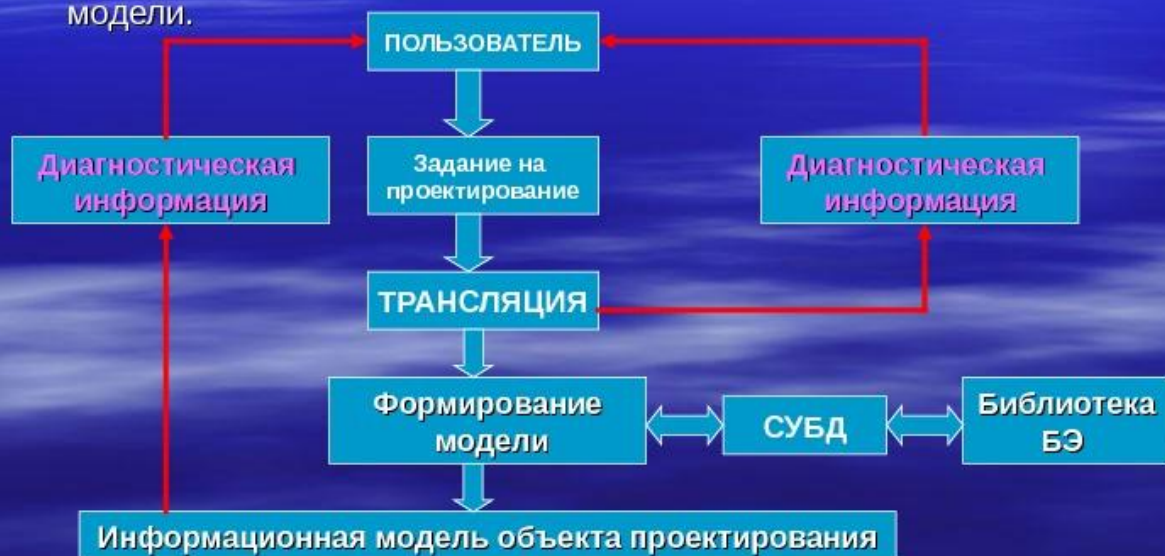 модели.
ПОЛЬЗОВАТЕЛЬ
Диагностическая
информация
Задание на
проектирование
Диагностическая
информация
ТРАНСЛЯЦИЯ
Формирование
модели
СУБД
Библиотека
БЭ
Информационная модель объекта проектирования